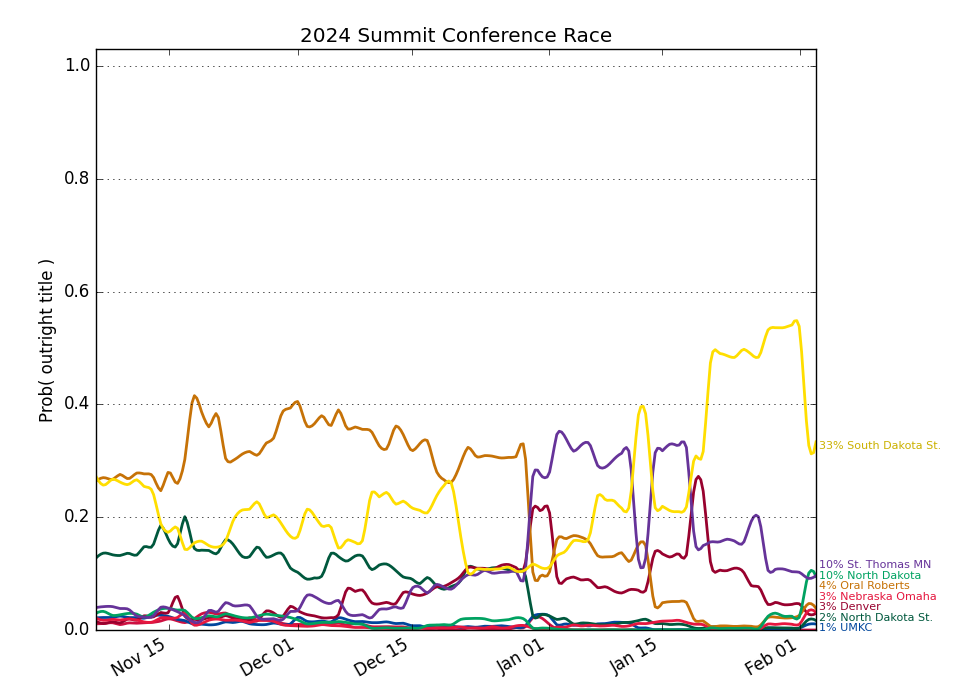 2024 Summit Conference Race
Prob( outright title )
1.0
0.8
0.6
0.4
0.2
0.0
Nov 15
Dec 01
Dec 15
Jan 01
Jan 15
Feb 01
33% South Dakota St.
10% St. Thomas MN
10% North Dakota
4% Oral Roberts
3% Nebraska Omaha
3% Denver
2% North Dakota St.
1% UMKC